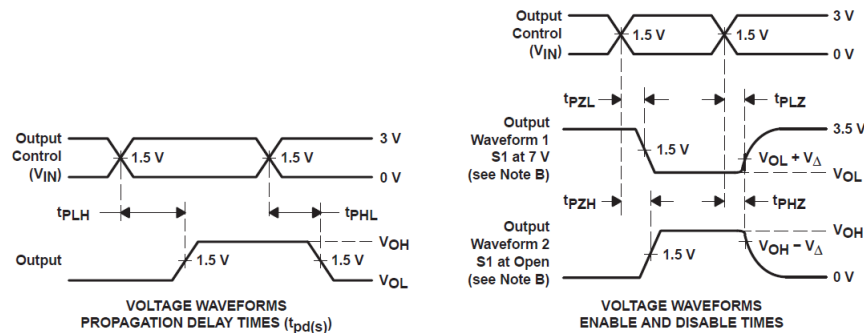 Output
Control
(VIN)
3 V
1.5 V
1.5 V
0 V
tPLH
tPHL
VOH
Output
1.5 V
1.5 V
VOL
VOLTAGE WAVEFORMS
PROPAGATION DELAY TIMES (tpd(s))
Output
Control
(VIN)
3 V
1.5 V
1.5 V
0 V
tPZL
tPLZ
Output
Waveform 1
S1 at 7 V
(see Note B)
3.5 V
1.5 V
VOL + VΔ
VOL
tPZH
tPHZ
Output
Waveform 2
S1 at Open
(see Note B)
VOH
1.5 V
VOH − VΔ
0 V
VOLTAGE WAVEFORMS
ENABLE AND DISABLE TIMES